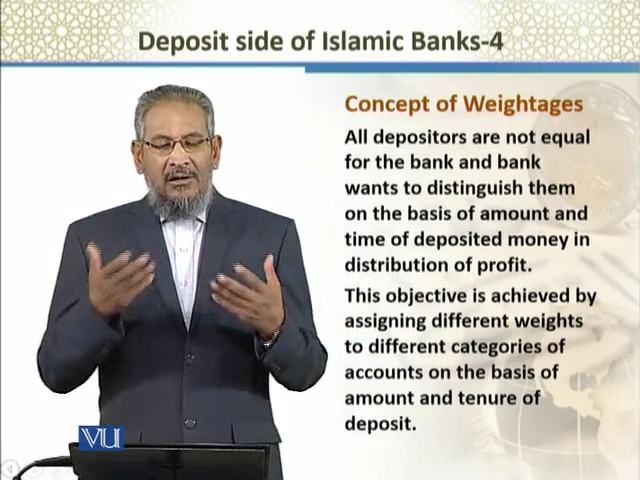 Deposit side of Islamic Banks-4
Concept of Weightages
All depositors are not equal
for the bank and bank
wants to distinguish them
on the basis of amount and
time of deposited money in
distribution of profit.
This objective is achieved by
assigning different weights
to different categories of
accounts on the basis of
amount and tenure of
deposit.
VU